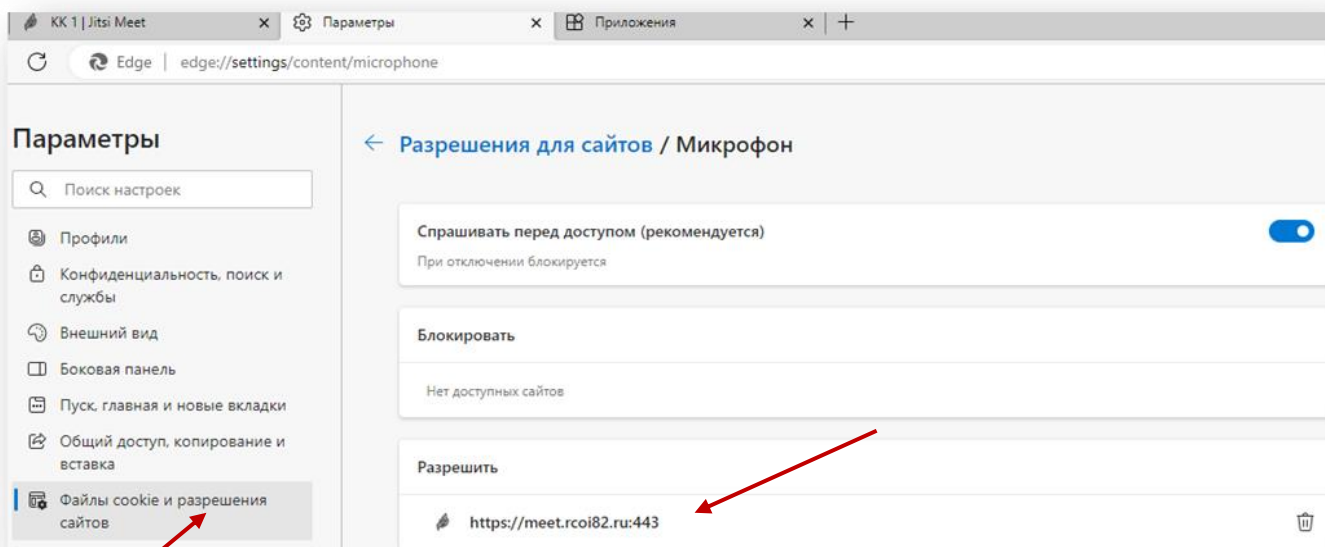 KK 1 | Jitsi Meet
Параметры
Приложения
Edge | edge://settings/content/microphone
Параметры
Разрешения для сайтов / Микрофон
Поиск настроек
Спрашивать перед доступом (рекомендуется)
При отключении блокируется
Профили
Конфиденциальность, поиск и
службы
Внешний вид
Боковая панель
Пуск, главная и новые вкладки
Общий доступ, копирование и
вставка
Файлы cookie и разрешения
сайтов
Блокировать
Нет доступных сайтов
Разрешить
https://meet.rcoi82.ru:443